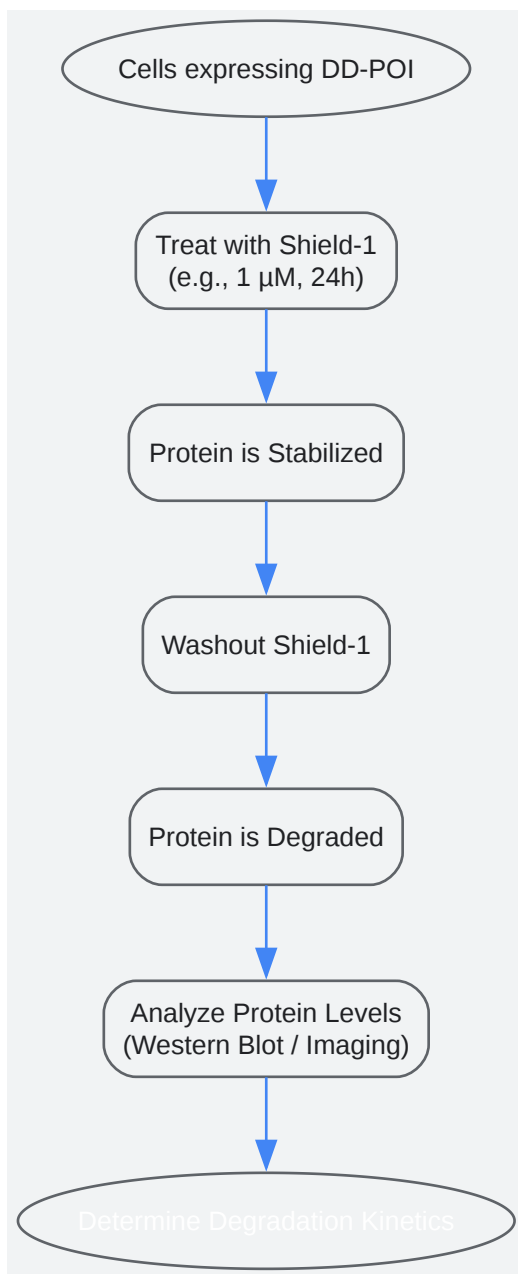 Cells expressing DD-POI
Treat with Shield-1
(e.g., 1 µM, 24h)
Protein is Stabilized
Washout Shield-1
Protein is Degraded
Analyze Protein Levels
(Western Blot / Imaging)
Determine Degradation Kinetics